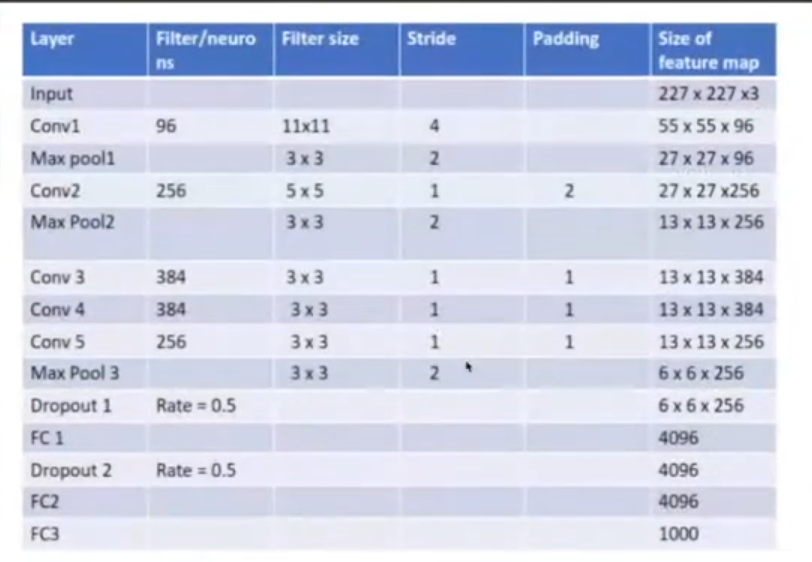 Layer Filter/neuro ns Filter size Stride Padding Size of feature map
Input 227 x 227 x3
Conv1 96 11x11 4 55 x 55 x 96
Max pool1 3 x 3 2 27 x 27 x 96
Conv2 256 5 x 5 1 2 27 x 27 x256
Max Pool2 3 x 3 2 13 x 13 x 256
Conv 3 384 3 x 3 1 1 13 x 13 x 384
Conv 4 384 3 x 3 1 1 13 x 13 x 384
Conv 5 256 3 x 3 1 1 13 x 13 x 256
Max Pool 3 3 x 3 2 6 x 6 x 256
Dropout 1 Rate = 0.5 6 x 6 x 256
FC 1 4096
Dropout 2 Rate = 0.5 4096
FC2 4096
FC3 1000